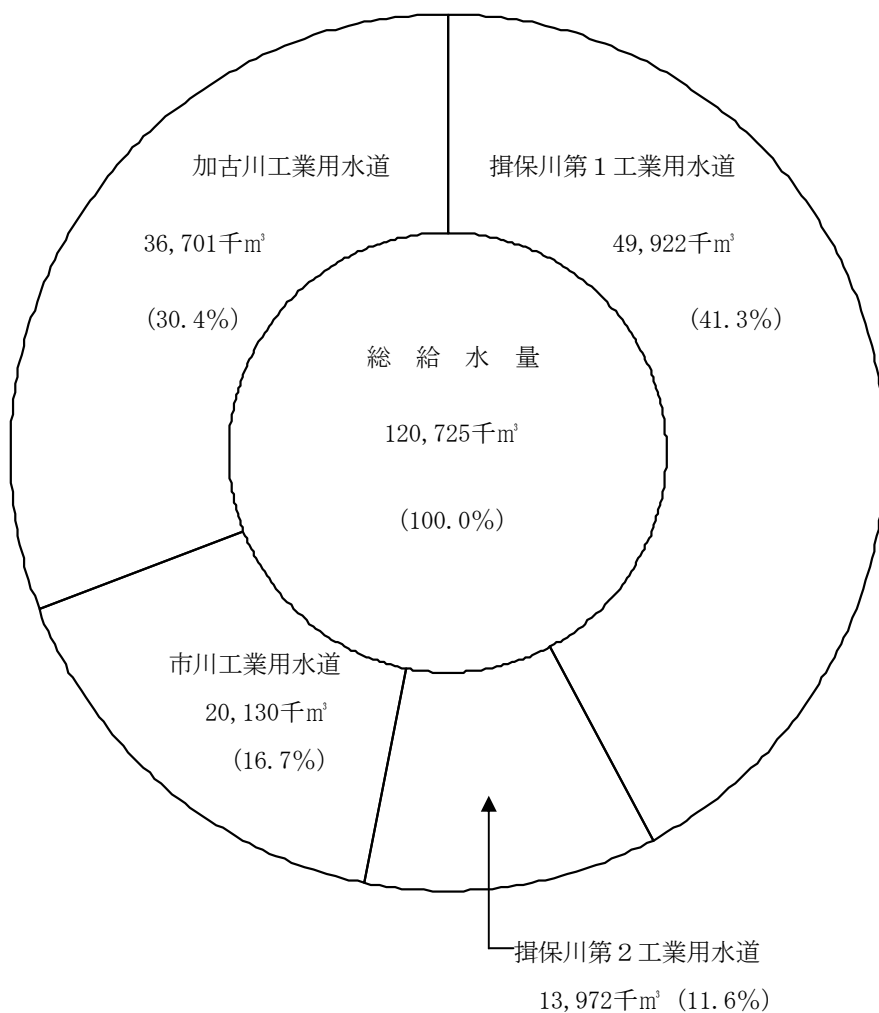 加古川工業用水道
36,701千㎥
(30.4%)
揖保川第１工業用水道
49,922千㎥
(41.3%)
総　給　水　量
120,725千㎥
(100.0%)
市川工業用水道
20,130千㎥
(16.7%)
揖保川第２工業用水道
13,972千㎥ (11.6%)